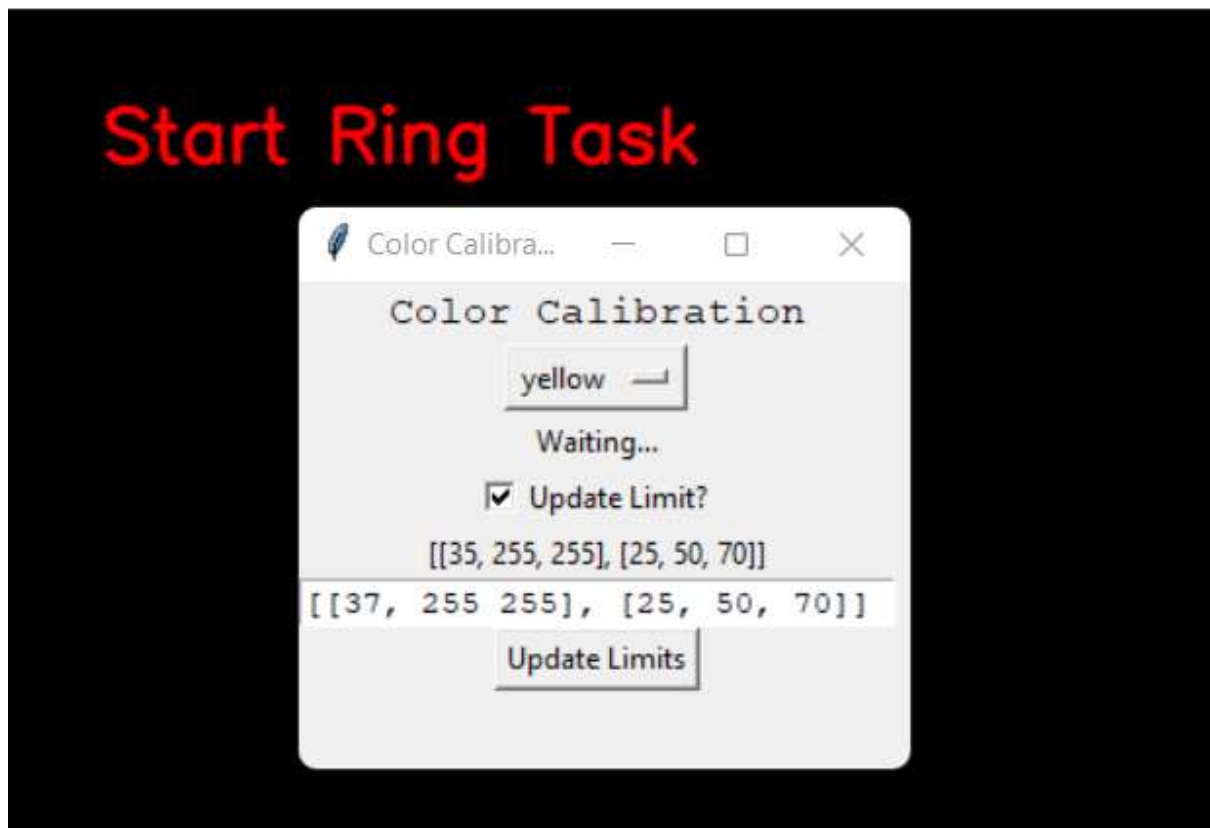 Start Ring Task
Color Calibra...
Color Calibration
yellow
Waiting...
Update Limit?
[[35, 255, 255], [25, 50, 70]]
[[37, 255 255], [25, 50, 70]]
Update Limits